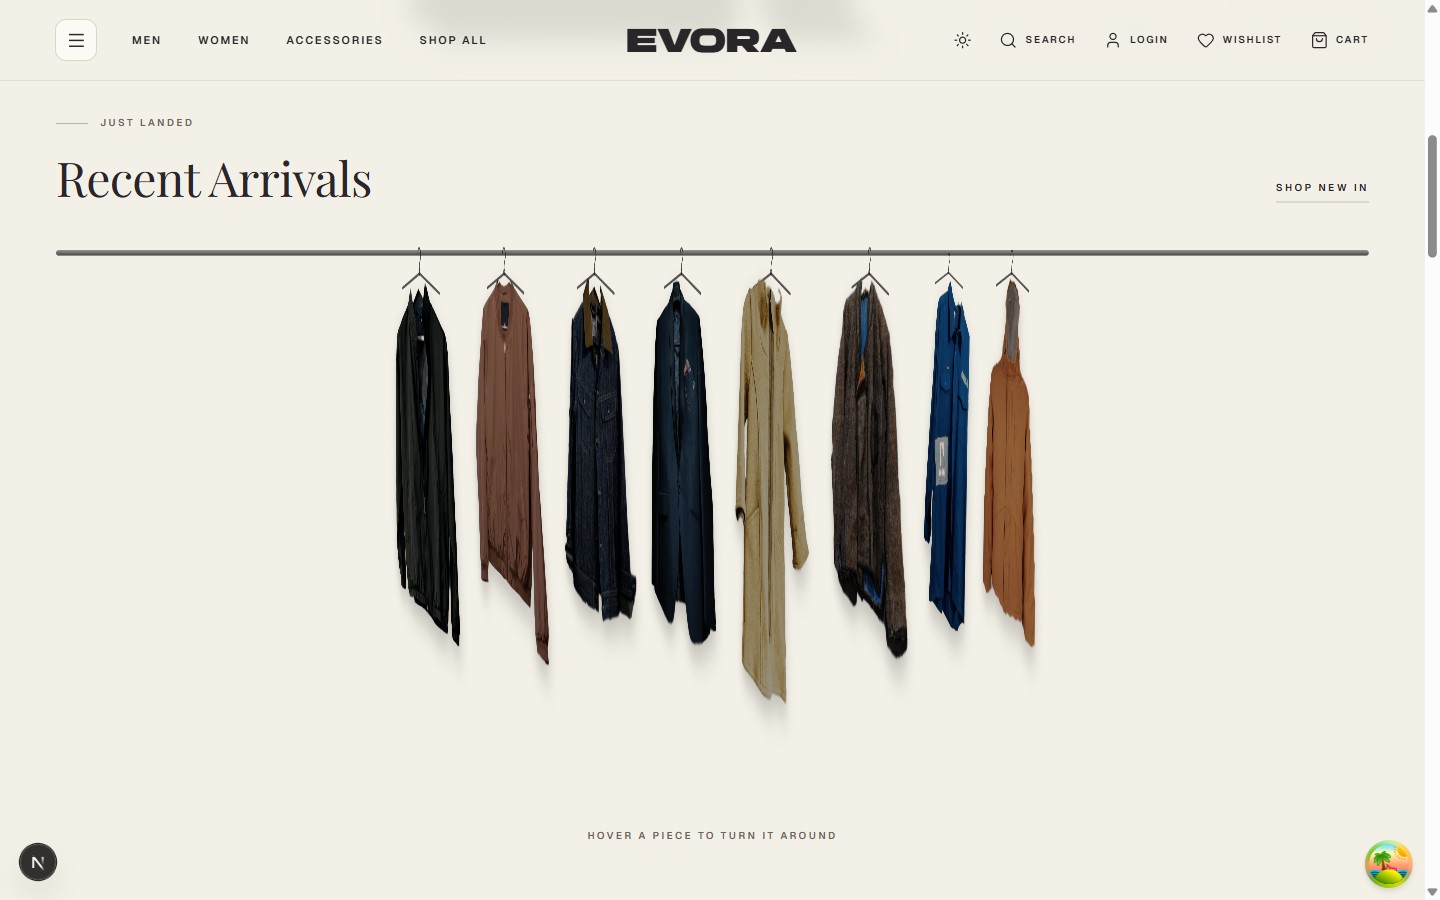 MEN
WOMEN
ACCESSORIES
SHOP ALL
EVORA
SEARCH
LOGIN
WISHLIST
CART
JUST LANDED
Recent Arrivals
SHOP NEW IN
HOVER A PIECE TO TURN IT AROUND
N